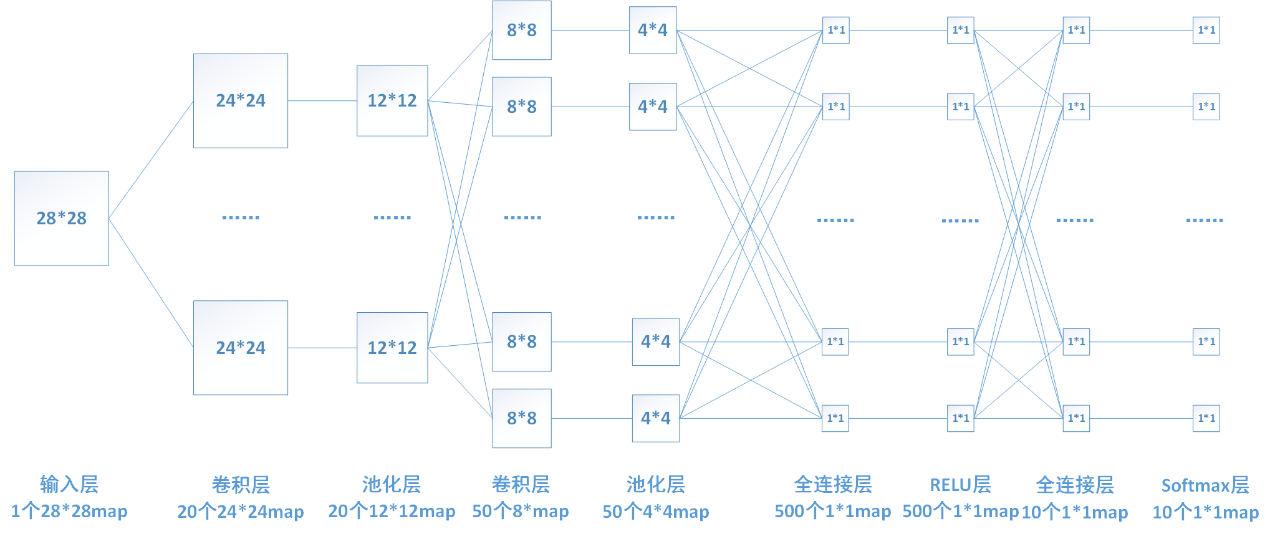 28*28
24*24
......
24*24
12*12
......
12*12
8*8
8*8
......
8*8
8*8
4*4
4*4
......
4*4
4*4
1*1
1*1
......
1*1
1*1
1*1
1*1
......
1*1
1*1
1*1
1*1
......
1*1
1*1
1*1
1*1
......
1*1
1*1
输入层
1个28*28map
卷积层
20个24*24map
池化层
20个12*12map
卷积层
50个8*map
池化层
50个4*4map
全连接层
500个1*1map
RELU层
500个1*1map
全连接层
10个1*1map
Softmax层
10个1*1map